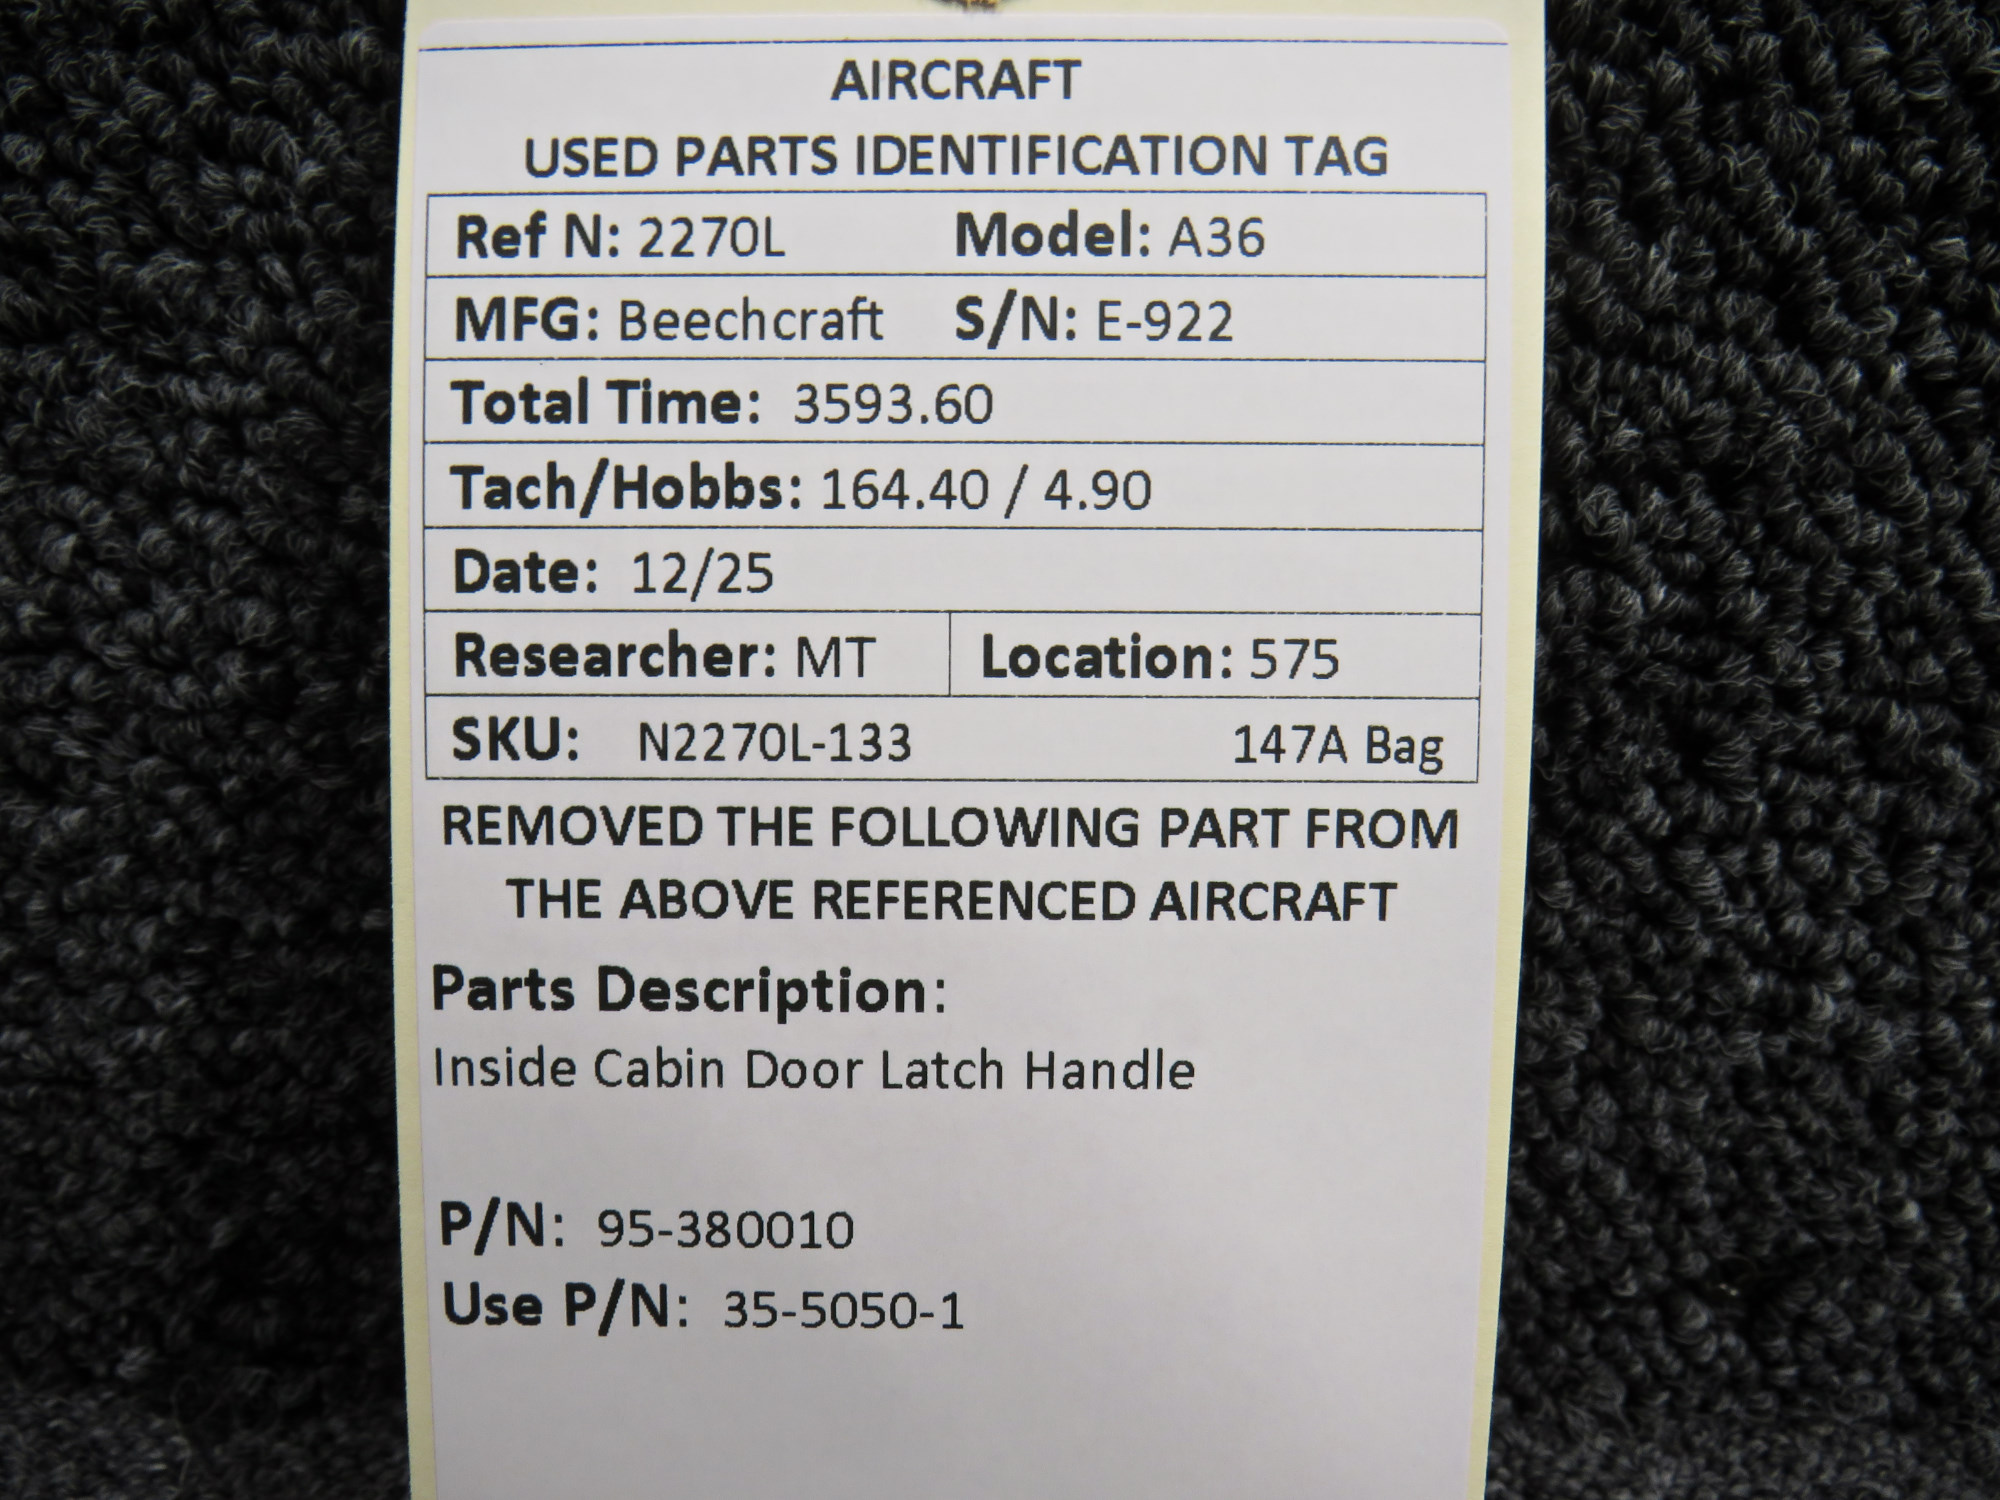 AIRCRAFT
USED PARTS IDENTIFICATION TAG
Ref N: 2270L Model: A36
MFG: Beechcraft S/N: E-922
Total Time: 3593.60
Tach/Hobbs: 164.40 / 4.90
Date: 12/25
Researcher: MT Location: 575
SKU: N2270L-133 147A Bag
REMOVED THE FOLLOWING PART FROM
THE ABOVE REFERENCED AIRCRAFT
Parts Description:
Inside Cabin Door Latch Handle
P/N: 95-380010
Use P/N: 35-5050-1